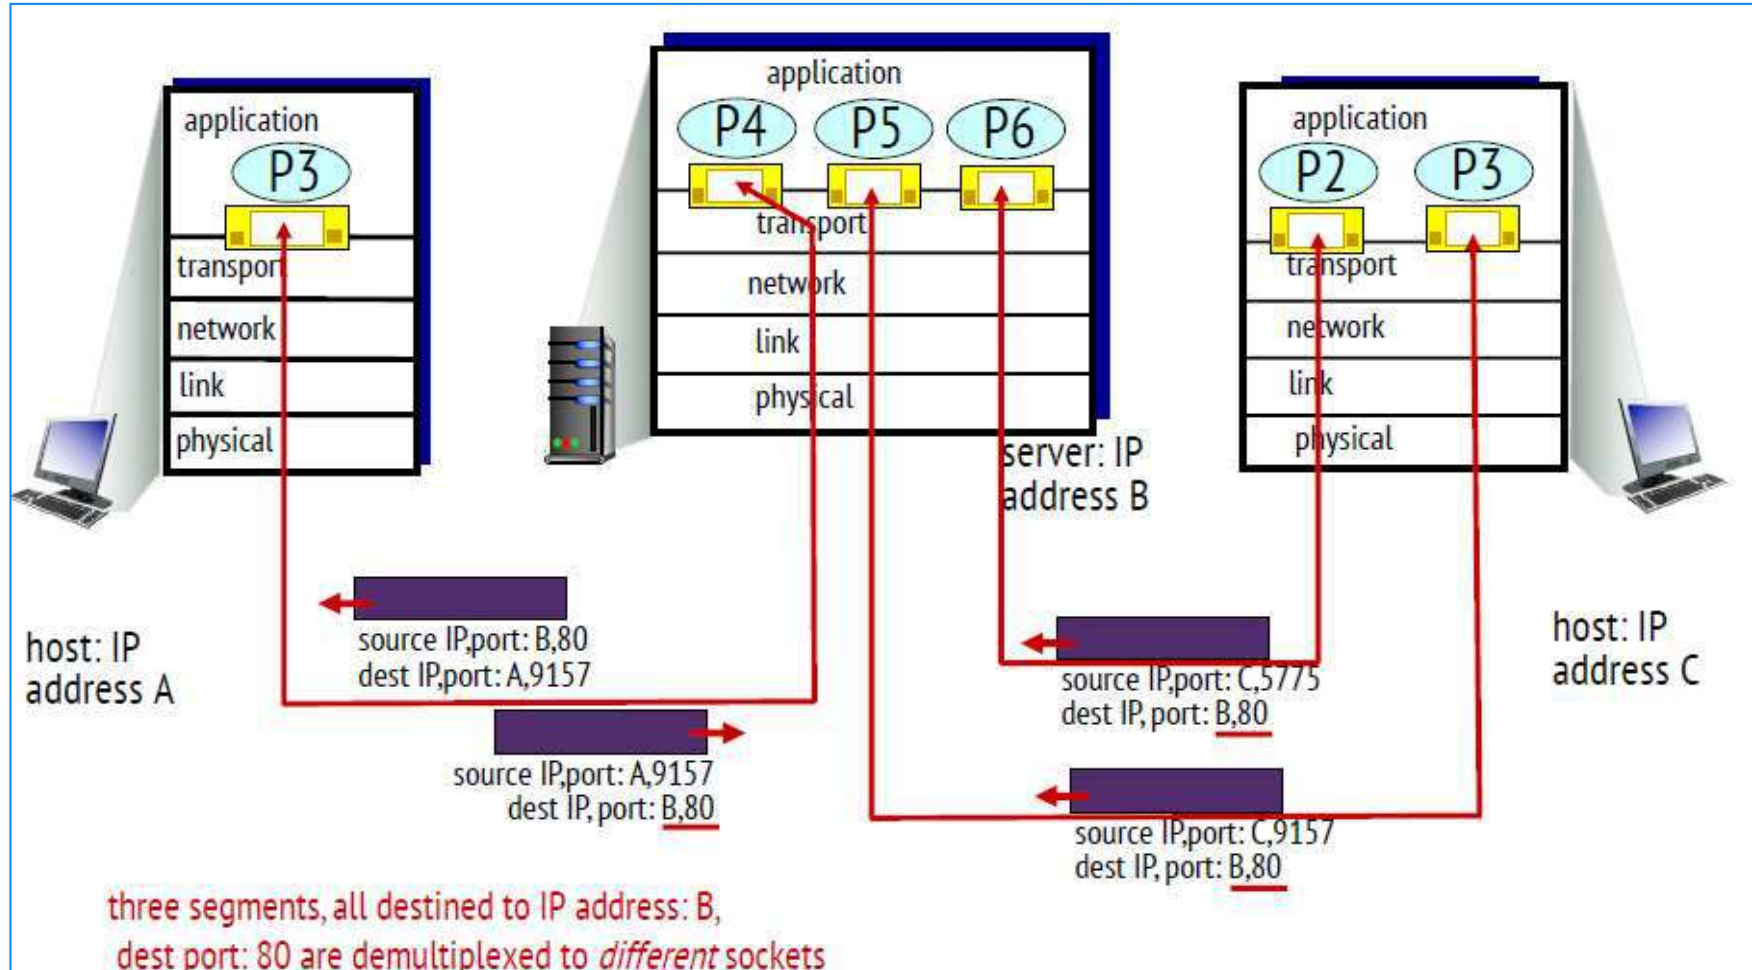 application
P3
transport
network
link
physical
host: IP
address A
application
P4 P5 P6
transport
network
link
physical
server: IP
address B
application
P2 P3
transport
network
link
physical
host: IP
address C
source IP,port: B,80
dest IP,port: A,9157
source IP,port: A,9157
dest IP, port: B,80
source IP,port: C,5775
dest IP, port: B,80
source IP,port: C,9157
dest IP, port: B,80
three segments, all destined to IP address: B,
dest port: 80 are demultiplexed to different sockets